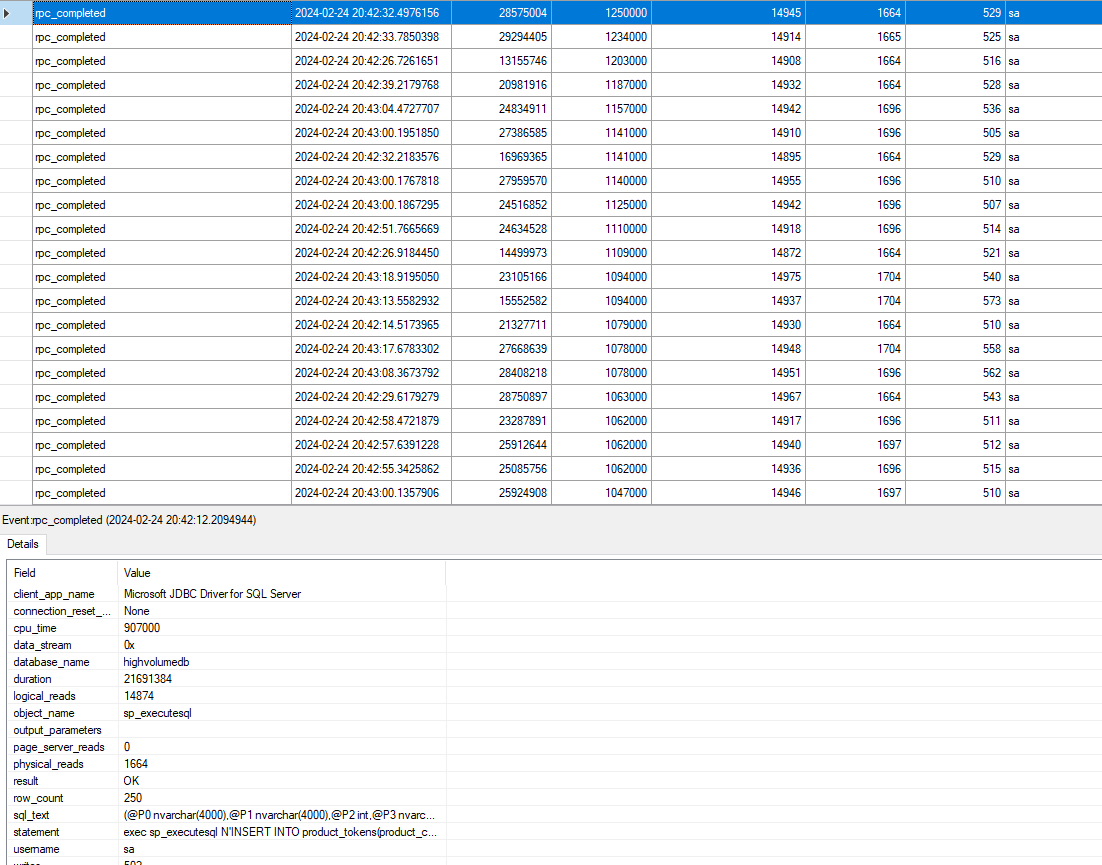 rpc_completed 2024-02-24 20:42:32.4976156 28575004 1250000 14945 1664 529 sa
rpc_completed 2024-02-24 20:42:33.7850398 29294405 1234000 14914 1665 525 sa
rpc_completed 2024-02-24 20:42:26.7261651 13155746 1203000 14908 1664 516 sa
rpc_completed 2024-02-24 20:42:39.2179768 20981916 1187000 14932 1664 528 sa
rpc_completed 2024-02-24 20:43:04.4727707 24834911 1157000 14942 1696 536 sa
rpc_completed 2024-02-24 20:43:00.1951850 27386585 1141000 14910 1696 505 sa
rpc_completed 2024-02-24 20:42:32.2183576 16969365 1141000 14895 1664 529 sa
rpc_completed 2024-02-24 20:43:00.1767818 27959570 1140000 14955 1696 510 sa
rpc_completed 2024-02-24 20:43:00.1867295 24516852 1125000 14942 1696 507 sa
rpc_completed 2024-02-24 20:42:51.7665669 24634528 1110000 14918 1696 514 sa
rpc_completed 2024-02-24 20:42:26.9184450 14499973 1109000 14872 1664 521 sa
rpc_completed 2024-02-24 20:43:18.9195050 23105166 1094000 14975 1704 540 sa
rpc_completed 2024-02-24 20:43:13.5582932 15552582 1094000 14937 1704 573 sa
rpc_completed 2024-02-24 20:42:14.5173965 21327711 1079000 14930 1664 510 sa
rpc_completed 2024-02-24 20:43:17.6783302 27668639 1078000 14948 1704 558 sa
rpc_completed 2024-02-24 20:43:08.3673792 28408218 1078000 14951 1696 562 sa
rpc_completed 2024-02-24 20:42:29.6179279 28750897 1063000 14967 1664 543 sa
rpc_completed 2024-02-24 20:42:58.4721879 23287891 1062000 14917 1696 511 sa
rpc_completed 2024-02-24 20:42:57.6391228 25912644 1062000 14940 1697 512 sa
rpc_completed 2024-02-24 20:42:55.3425862 25085756 1062000 14936 1696 515 sa
rpc_completed 2024-02-24 20:43:00.1357906 25924908 1047000 14946 1697 510 sa
Event:rpc_completed (2024-02-24 20:42:12.2094944)
Details
Field Value
client_app_name Microsoft JDBC Driver for SQL Server
connection_reset_... None
cpu_time 907000
data_stream 0x
database_name highvolumedb
duration 21691384
logical_reads 14874
object_name sp_executesql
output_parameters
page_server_reads 0
physical_reads 1664
result OK
row_count 250
sql_text (@P0 nvarchar(4000),@P1 nvarchar(4000),@P2 int,@P3 nvarc...
statement exec sp_executesql N'INSERT INTO product_tokens(product_c...
username sa